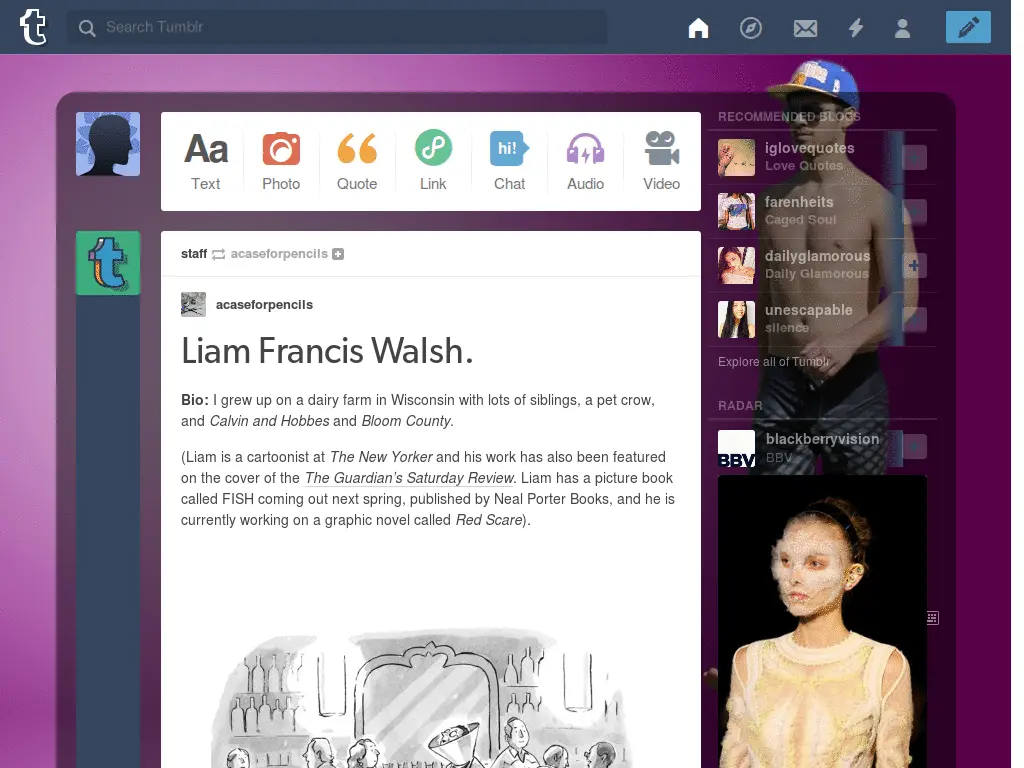 t Search Tumblr
Aa hi!
Text Photo Quote Link Chat Audio Video
staff acaseforpencils
acaseforpencils
Liam Francis Walsh.
Bio: I grew up on a dairy farm in Wisconsin with lots of siblings, a pet crow,
and Calvin and Hobbes and Bloom County.
(Liam is a cartoonist at The New Yorker and his work has also been featured
on the cover of the The Guardian’s Saturday Review. Liam has a picture book
called FISH coming out next spring, published by Neal Porter Books, and he is
currently working on a graphic novel called Red Scare).
RECOMMENDED BLOGS
iglovequotes
Love Quotes
farenheits
Caged Soul
dailyglamorous
Daily Glamorous
unescapable
silence
Explore all of Tumblr
RADAR
BBV
blackberryvision
BBV